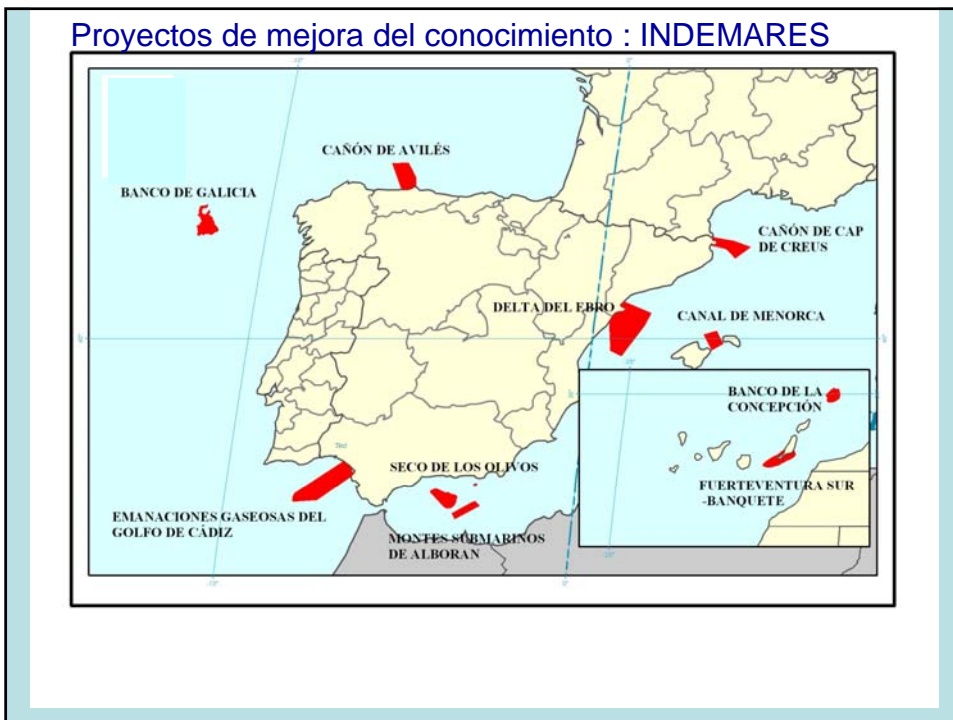 Proyectos de mejora del conocimiento : INDEMARES
CAÑÓN DE AVILÉS
BANCO DE GALICIA
CAÑÓN DE CAP
DE CREUS
DELTA DEL EBRO
CANAL DE MENORCA
BANCO DE LA
CONCEPCIÓN
SECO DE LOS OLIVOS
FUERTEVENTURA SUR
-BANQUETE
EMANACIONES GASEOSAS DEL
GOLFO DE CÁDIZ
MONTES SUBMARINOS
DE ALBORAN